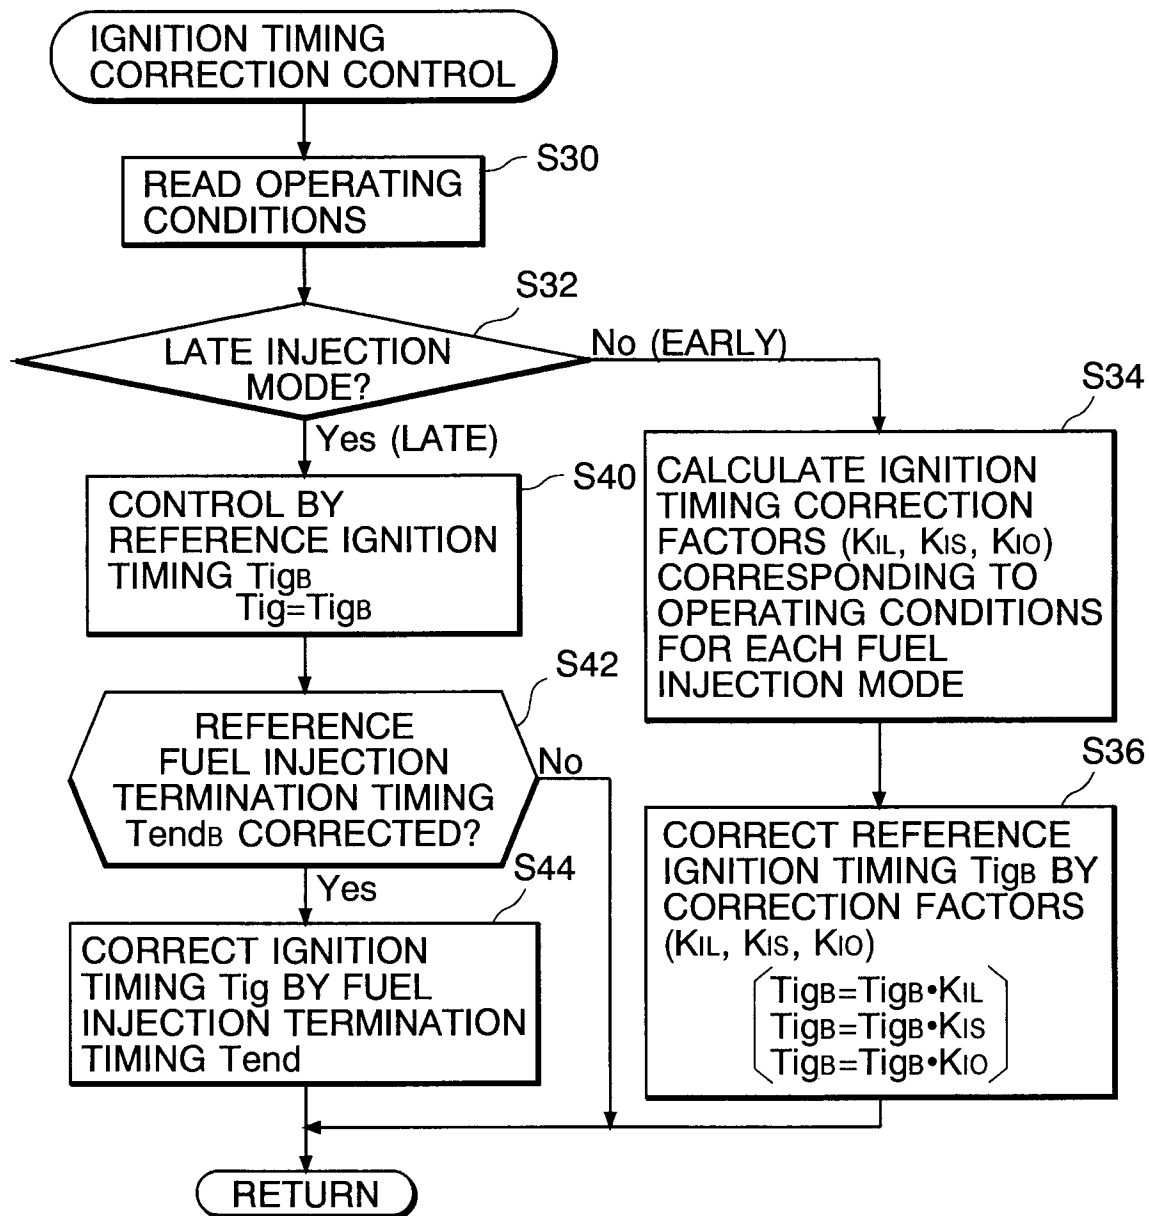 IGNITION TIMING
CORRECTION CONTROL
S30
READ OPERATING
CONDITIONS
S32
LATE INJECTION
MODE?
No (EARLY)
Yes (LATE)
S34
CALCULATE IGNITION
TIMING CORRECTION
FACTORS (KIL, KIS, KIO)
CORRESPONDING TO
OPERATING CONDITIONS
FOR EACH FUEL
INJECTION MODE
S40
CONTROL BY
REFERENCE IGNITION
TIMING TigB
Tig=TigB
S42
REFERENCE
FUEL INJECTION
TERMINATION TIMING
TendB CORRECTED?
No
Yes
S36
CORRECT REFERENCE
IGNITION TIMING TigB BY
CORRECTION FACTORS
(KIL, KIS, KIO)
TigB=TigB•KIL
TigB=TigB•KIS
TigB=TigB•KIO
S44
CORRECT IGNITION
TIMING Tig BY FUEL
INJECTION TERMINATION
TIMING Tend
RETURN